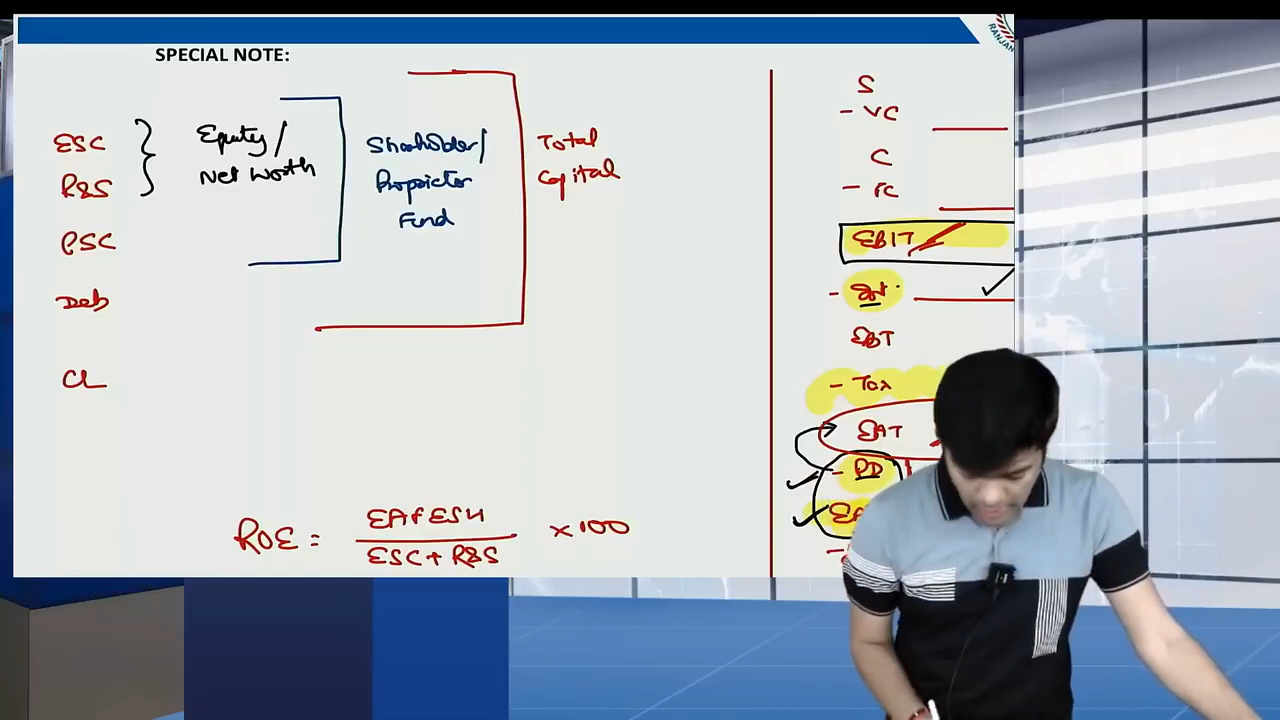 SPECIAL NOTE:
RANJAN
ESC
R&S
PSC
Deb
CL
Equity/
Net worth
Shareholder/
Proprietor
Fund
Total
Capital
ROE = EAFESH / ESC + R&S × 100
S
- VC
C
- FC
EBIT
- Int.
EBT
- Tax
EAT
- PD